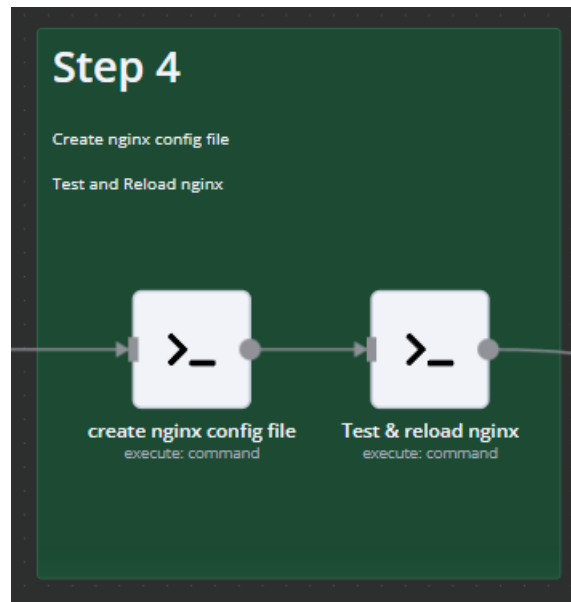 Step 4
Create nginx config file
Test and Reload nginx
create nginx config file
execute: command
Test & reload nginx
execute: command